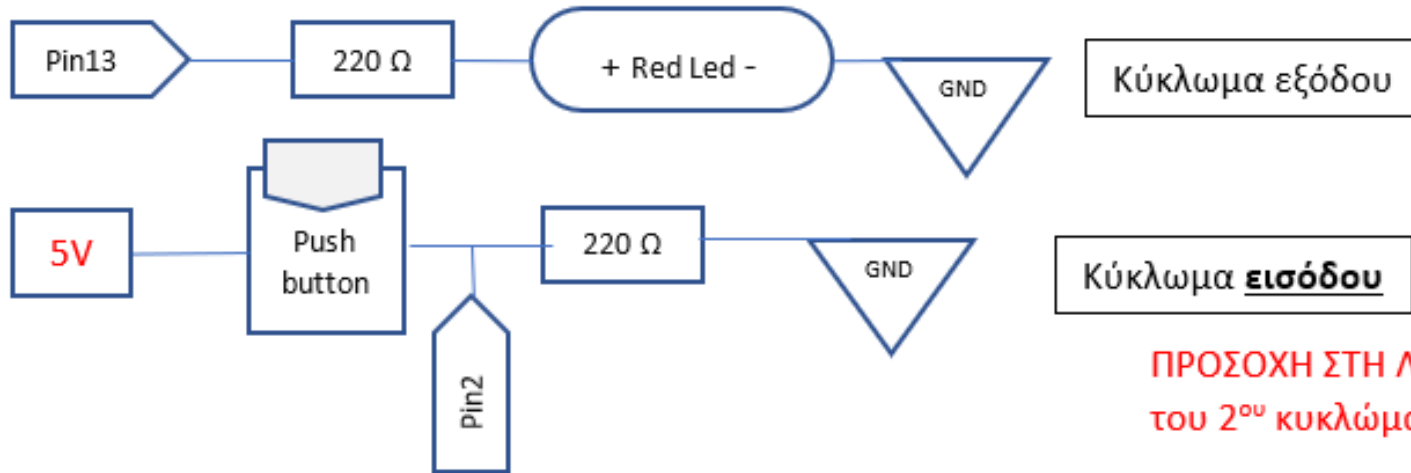 Pin13
220 Ω
+ Red Led -
GND
Κύκλωμα εξόδου
5V
Push
button
220 Ω
GND
Κύκλωμα εισόδου
Pin2
ΠΡΟΣΟΧΗ ΣΤΗ
του 2ου